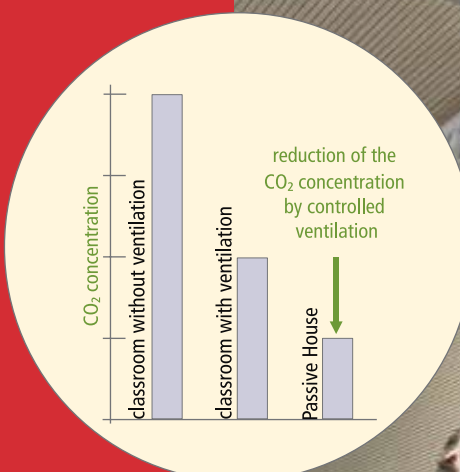 CO₂ concentration
classroom without ventilation
classroom with ventilation
Passive House
reduction of the
CO₂ concentration
by controlled
ventilation